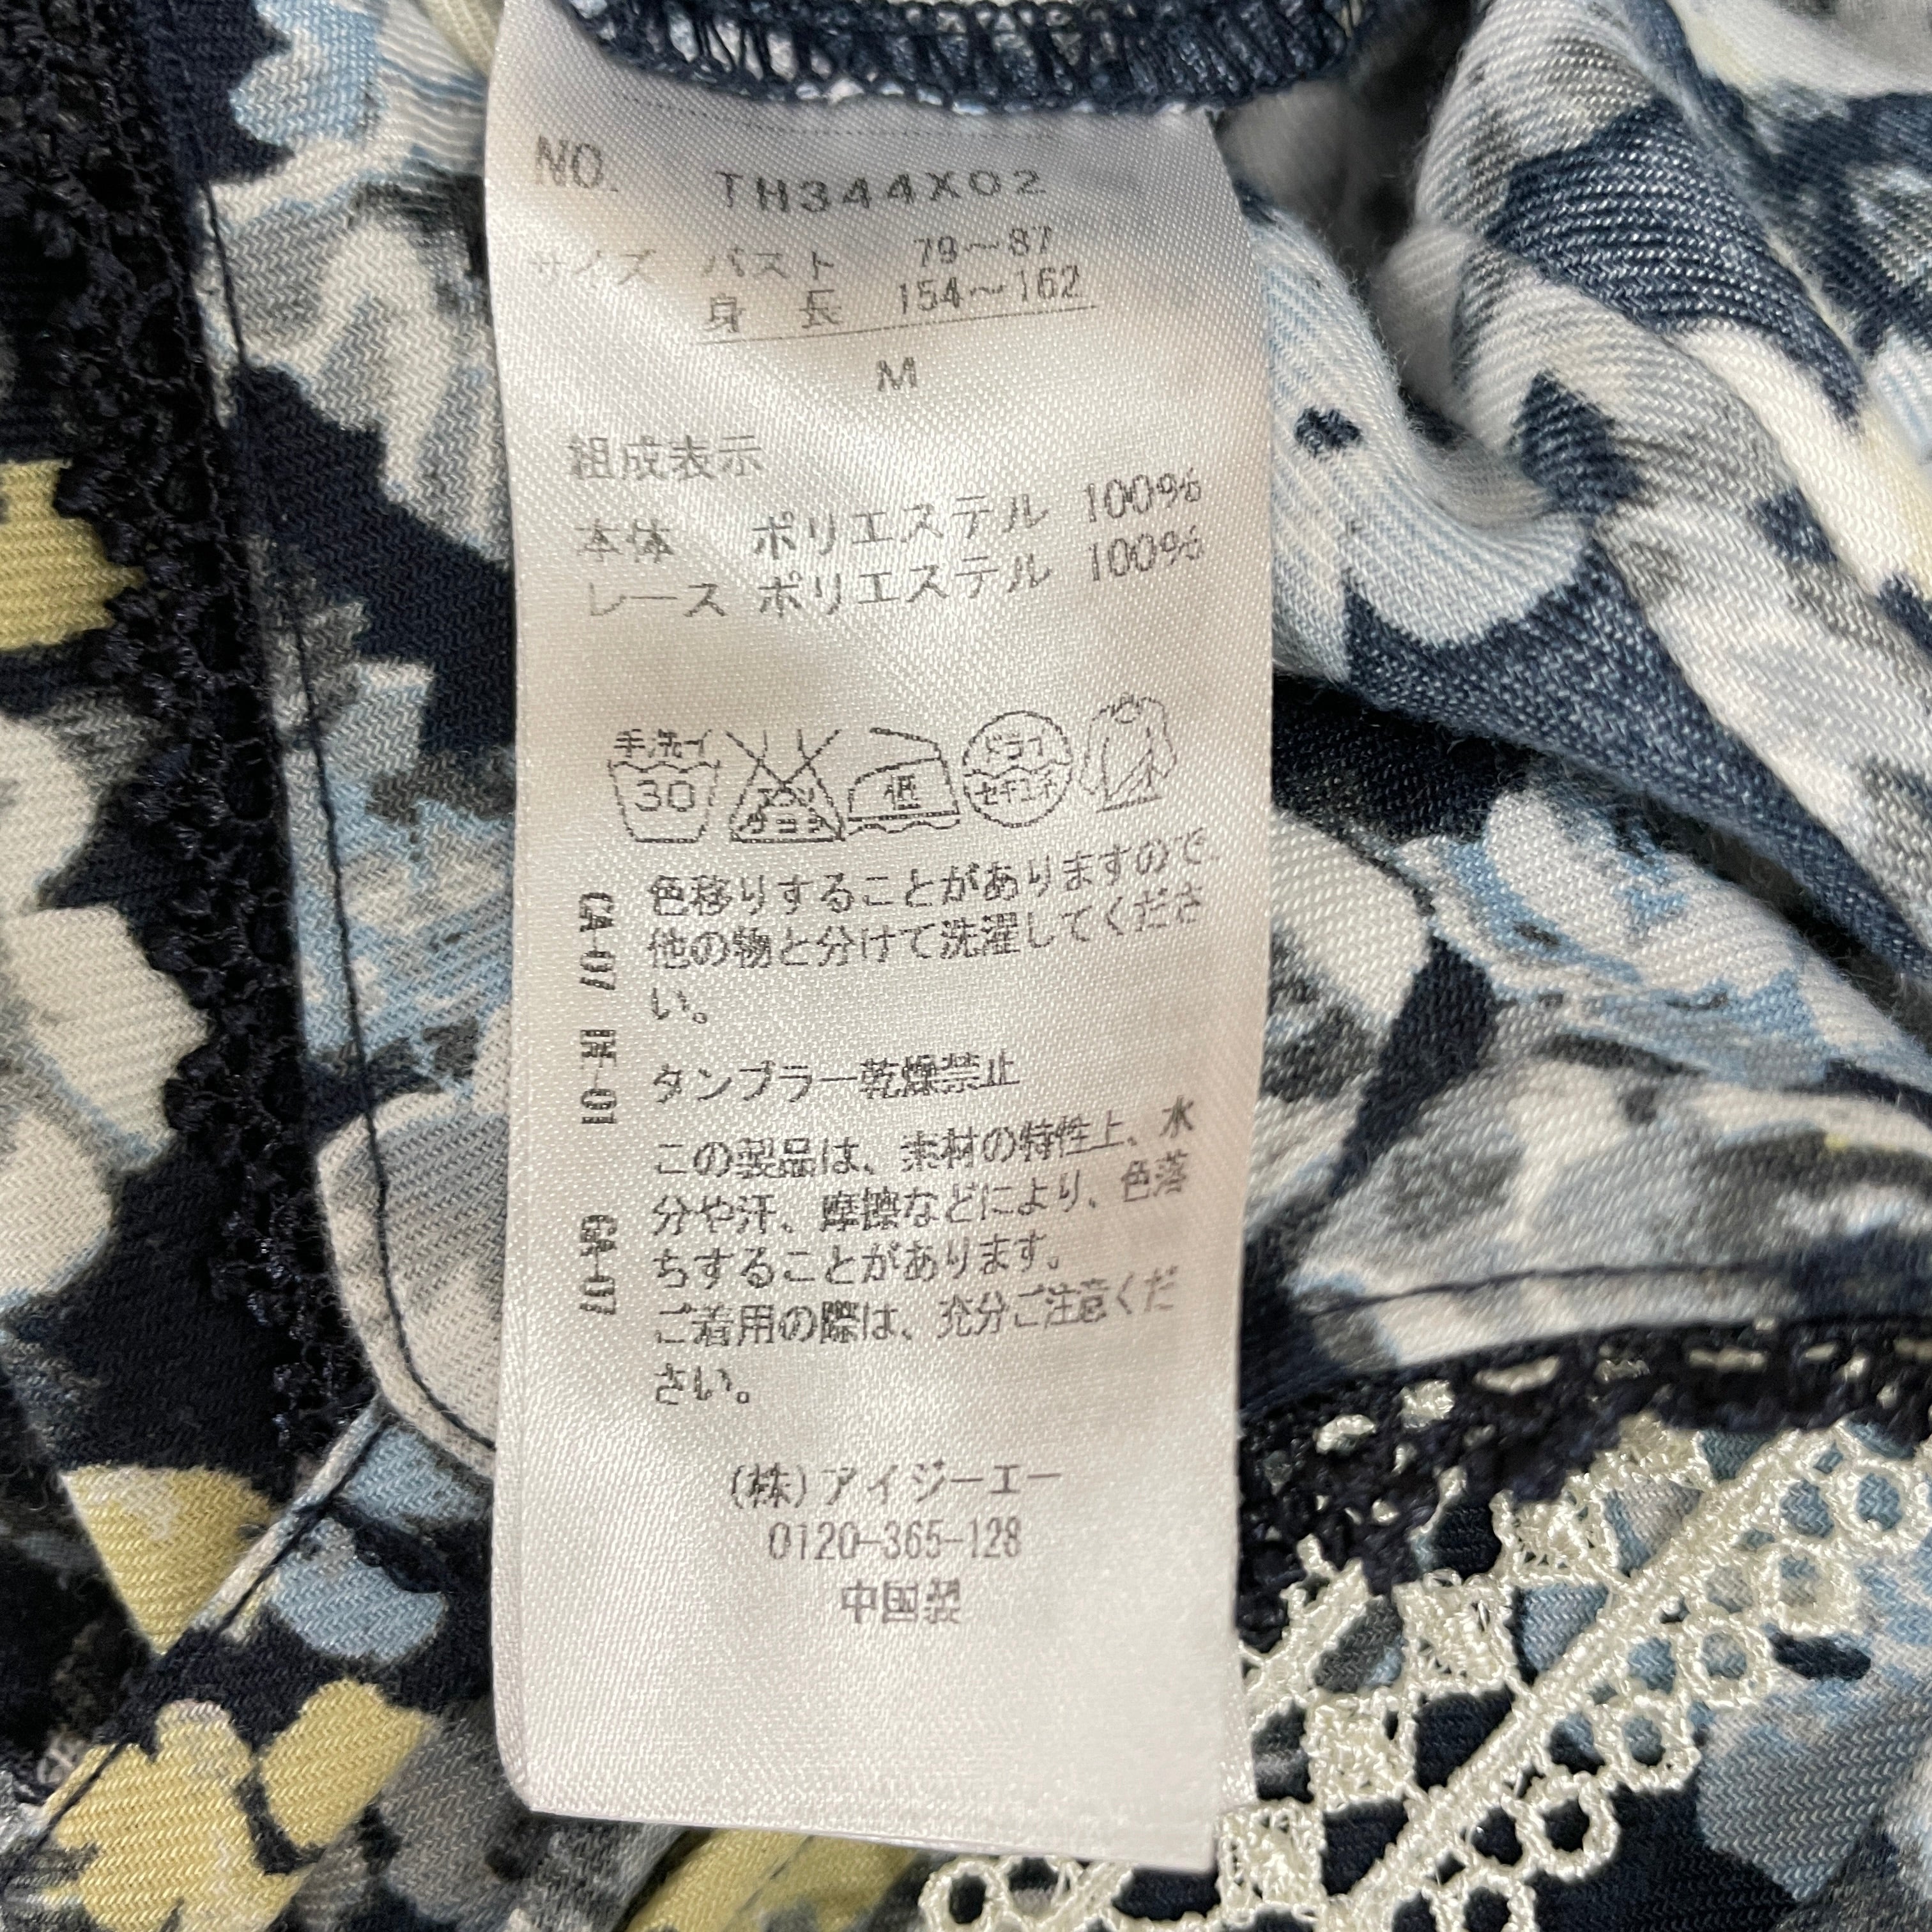 NO. TH344X02
サイズ バスト 79～87
身長 154～162
M
組成表示
本体 ポリエステル 100%
レース ポリエステル 100%
手洗イ 30
エンソサラシ
低
ドライ
セキユ系
色移りすることがありますので、
他の物と分けて洗濯してくださ
い。
タンブラー乾燥禁止
この製品は、素材の特性上、水
分や汗、摩擦などにより、色落
ちすることがあります。
ご着用の際は、充分ご注意くだ
さい。
CA-07 IH-01 GA-07
(株)アイジーエー
0120-365-128
中国製